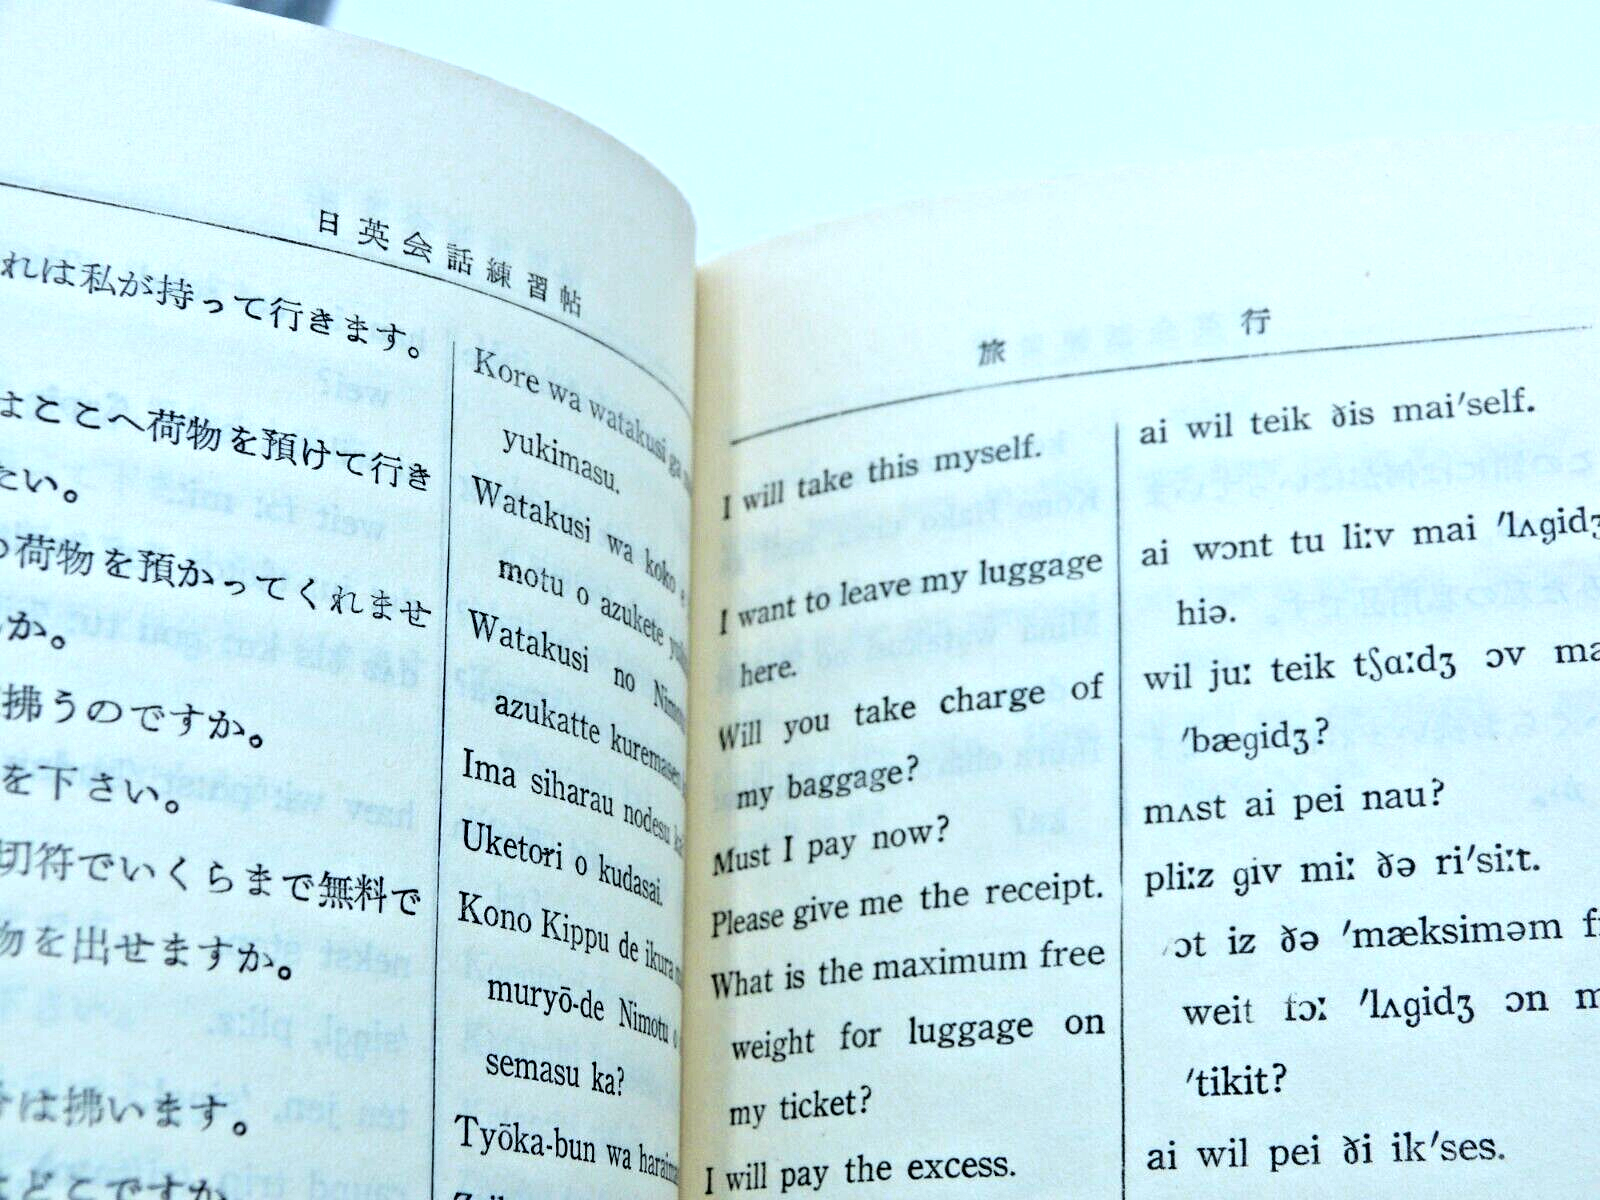 日英会話練習帖
れは私が持って行きます。
はここへ荷物を預けて行き
たい。
荷物を預かってくれませ
か。
拂うのですか。
を下さい。
切符でいくらまで無料で
物を出せますか。
は拂います。
どこですか
Kore wa watakusi ga
yukimasu.
Watakusi wa koko e
motu o azukete
Watakusi no Nimotu
azukatte kuremasen
Ima siharau nodesu
Uketori o kudasai.
Kono Kippu de ikura
muryō-de Nimotu o
semasu ka?
Tyōka-bun wa
旅行
I will take this myself.
I want to leave my luggage
here.
Will you take charge of
my baggage?
Must I pay now?
Please give me the receipt.
What is the maximum free
weight for luggage on
my ticket?
I will pay the excess.
ai wil teik ðis mai′self.
ai wɔnt tu liːv mai ′lʌgidʒ
hiə.
wil juː teik tʃɑːdʒ ɔv
′bægidʒ?
mʌst ai pei nau?
pliːz giv miː ðə ri′siːt.
ɔt iz ðə ′mæksiməm
weit fɔː ′lʌgidʒ ɔn
′tikit?
ai wil pei ði ik′ses.